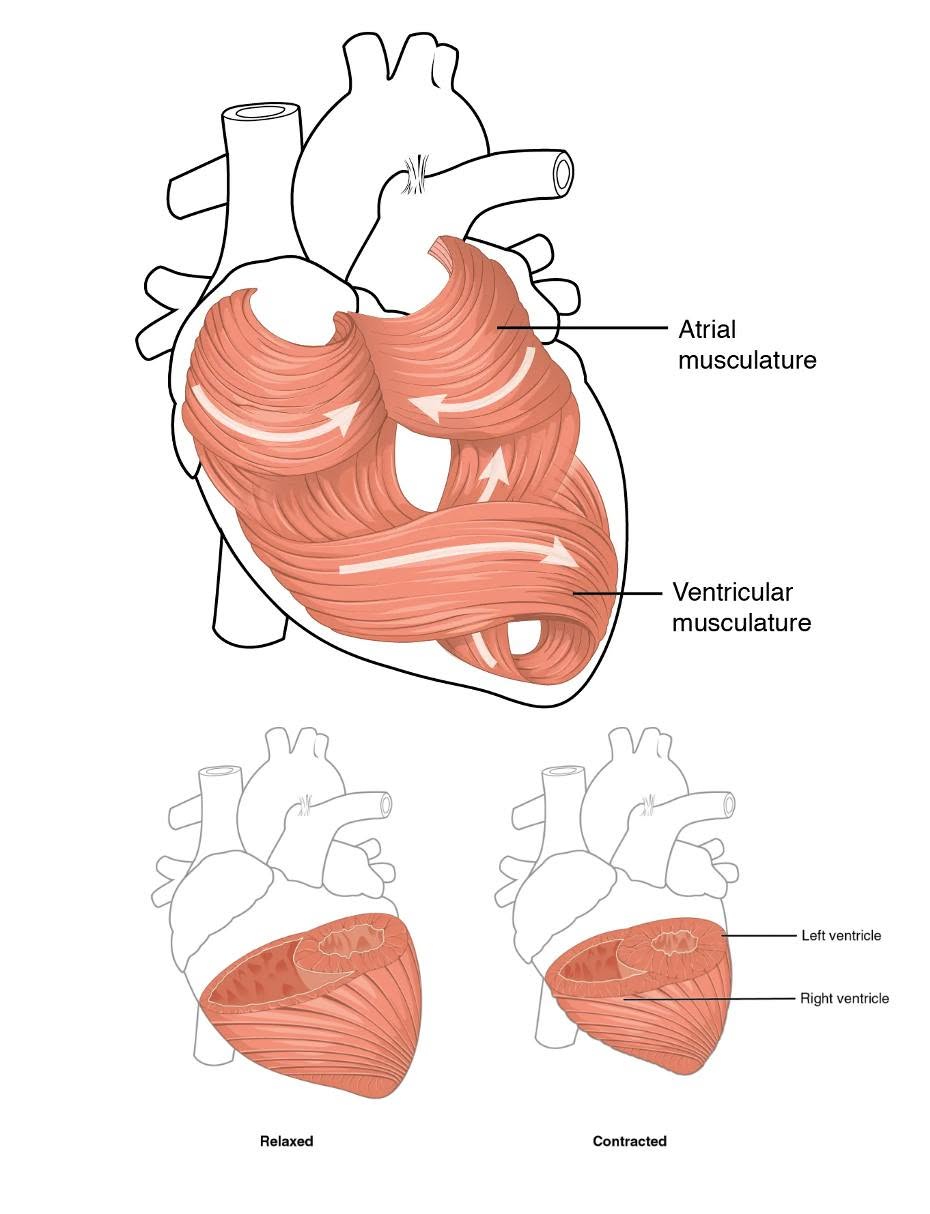 Atrial
musculature
Ventricular
musculature
Left ventricle
Right ventricle
Relaxed
Contracted